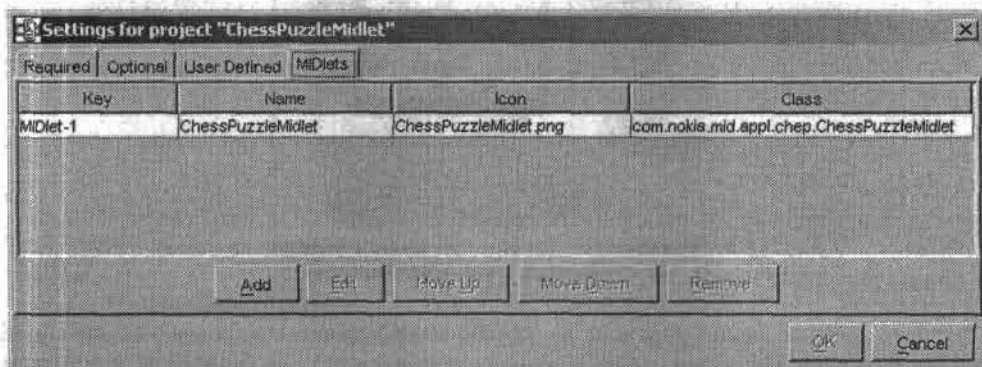 Settings for project "ChessPuzzleMidlet"
Required Optional User Defined MIDlets
Key Name Icon Class
MIDlet-1 ChessPuzzleMidlet ChessPuzzleMidlet.png com.nokia.mid.appl.chep.ChessPuzzleMidlet
Add Edit Move Up Move Down Remove
OK Cancel